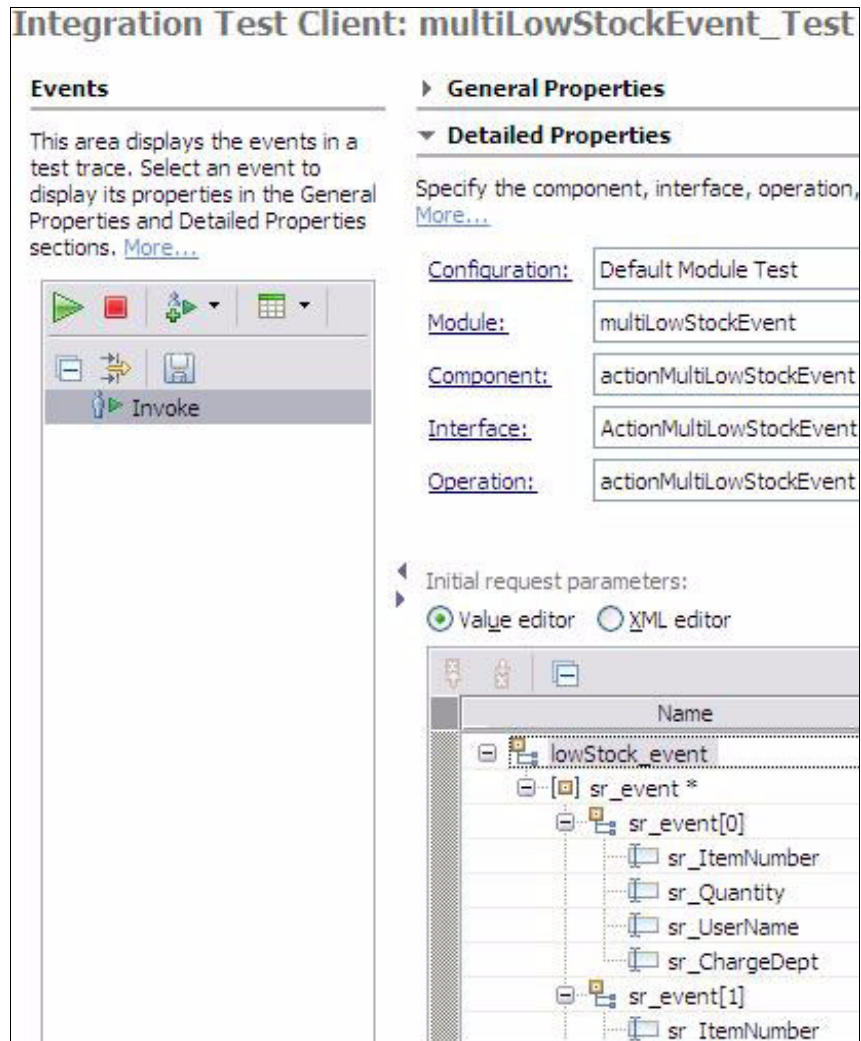 Integration Test Client: multiLowStockEvent_Test
Events
This area displays the events in a
test trace. Select an event to
display its properties in the General
Properties and Detailed Properties
sections. More...
Invoke
General Properties
Detailed Properties
Specify the component, interface, operation,
More...
Configuration: Default Module Test
Module: multiLowStockEvent
Component: actionMultiLowStockEvent
Interface: ActionMultiLowStockEvent
Operation: actionMultiLowStockEvent
Initial request parameters:
Value editor XML editor
Name
lowStock_event
sr_event *
sr_event[0]
sr_ItemNumber
sr_Quantity
sr_UserName
sr_ChargeDept
sr_event[1]
sr_ItemNumber